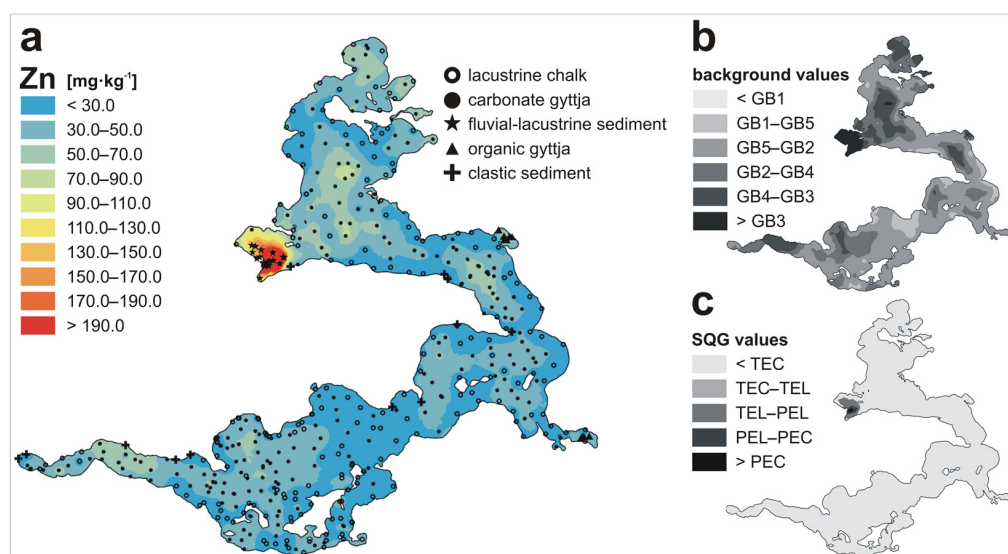 a
Zn [mg·kg⁻¹]
< 30.0
30.0–50.0
50.0–70.0
70.0–90.0
90.0–110.0
110.0–130.0
130.0–150.0
150.0–170.0
170.0–190.0
> 190.0
lacustrine chalk
carbonate gyttja
fluvial-lacustrine sediment
organic gyttja
clastic sediment
b
background values
< GB1
GB1–GB5
GB5–GB2
GB2–GB4
GB4–GB3
> GB3
c
SQG values
< TEC
TEC–TEL
TEL–PEL
PEL–PEC
> PEC